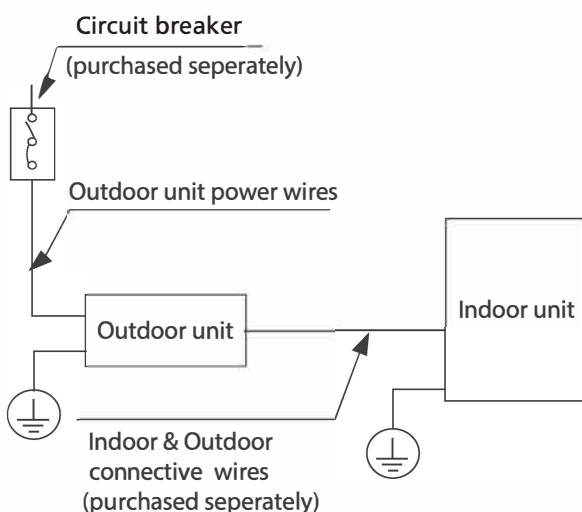 Circuit breaker
(purchased seperately)
Outdoor unit power wires
Outdoor unit
Indoor unit
Indoor & Outdoor
connective wires
(purchased seperately)